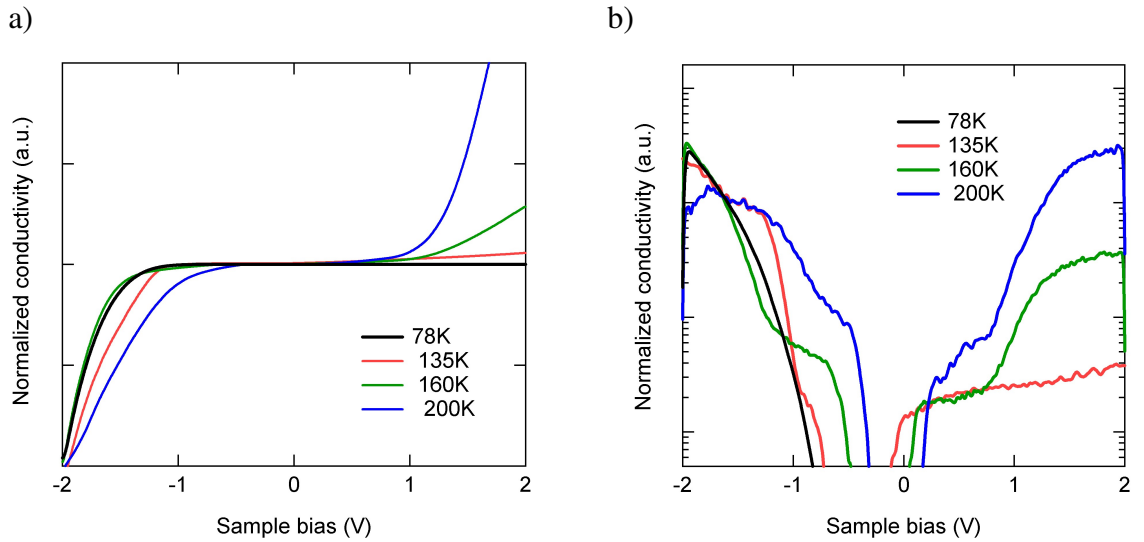 a)
Normalized conductivity (a.u.)
78K
135K
160K
200K
-2
-1
0
1
2
Sample bias (V)
b)
Normalized conductivity (a.u.)
78K
135K
160K
200K
-2
-1
0
1
2
Sample bias (V)